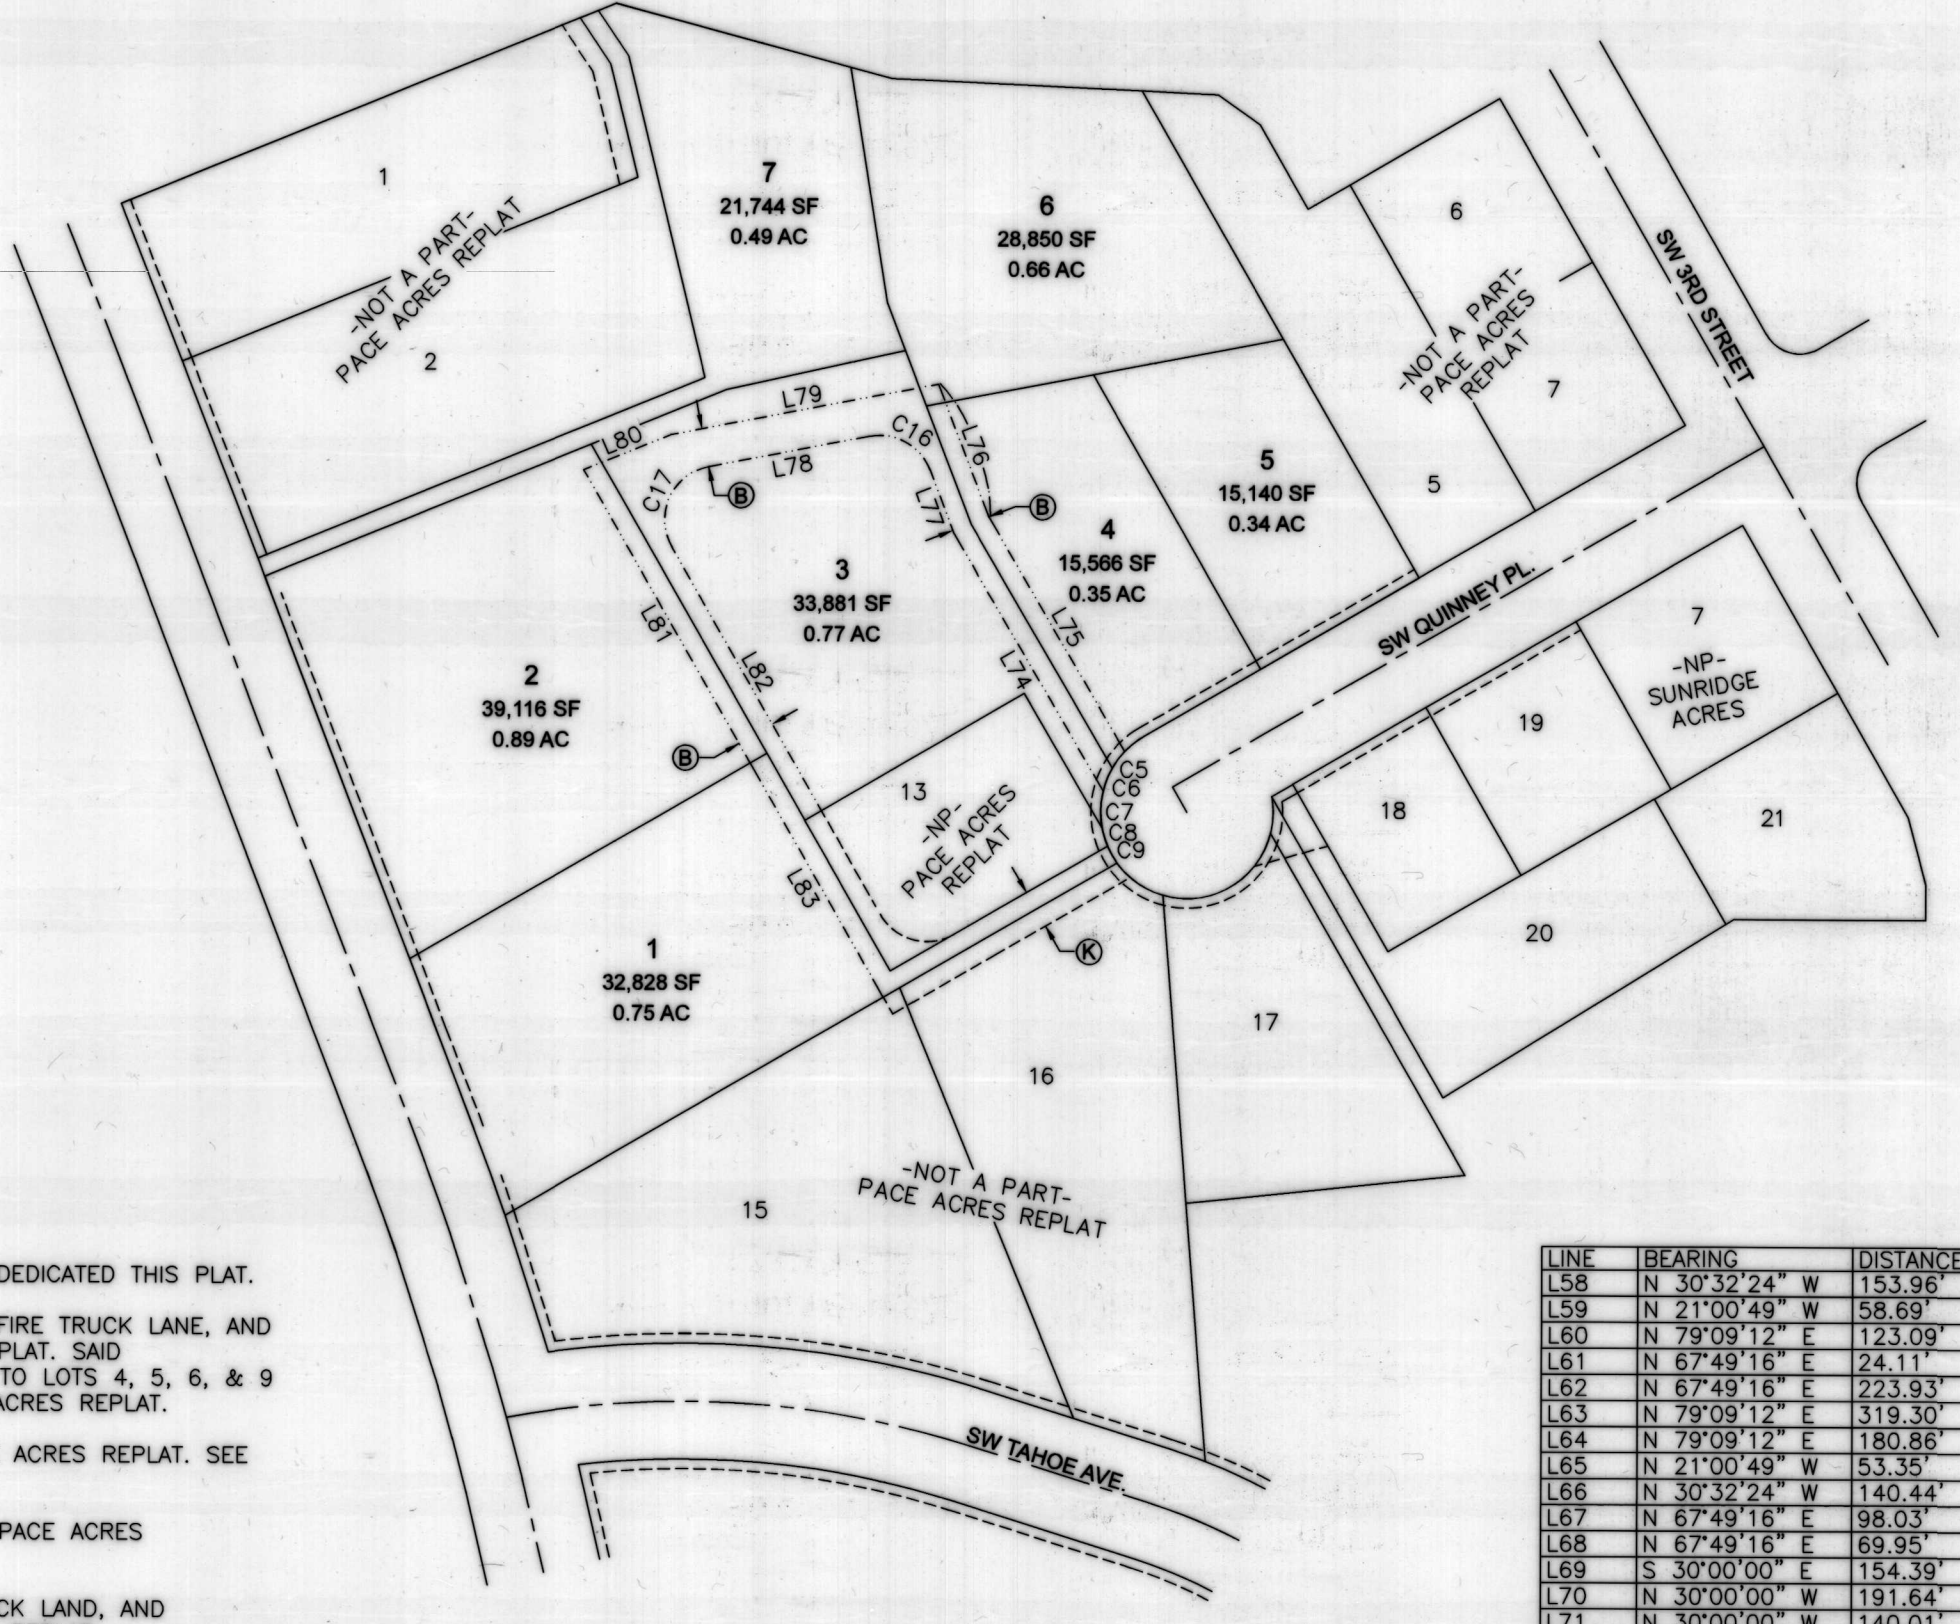 1
-NOT A PART-
PACE ACRES REPLAT
2
7
21,744 SF
0.49 AC
6
28,850 SF
0.66 AC
6
-NOT A PART-
PACE ACRES
REPLAT
7
5
SW 3RD STREET
L80
L79
L78
C16
C17
L76
L77
B
B
5
15,140 SF
0.34 AC
4
15,566 SF
0.35 AC
3
33,881 SF
0.77 AC
L81
L82
L74
L75
2
39,116 SF
0.89 AC
B
SW QUINNEY PL.
7
-NP-
SUNRIDGE
ACRES
19
18
21
20
13
-NP-
PACE ACRES
REPLAT
C5
C6
C7
C8
C9
L83
K
1
32,828 SF
0.75 AC
17
16
15
-NOT A PART-
PACE ACRES REPLAT
SW TAHOE AVE.
DEDICATED THIS PLAT.
FIRE TRUCK LANE, AND
PLAT. SAID
TO LOTS 4, 5, 6, & 9
ACRES REPLAT.
ACRES REPLAT. SEE
PACE ACRES
CK LAND, AND
LINE BEARING DISTANCE
L58 N 30°32'24" W 153.96'
L59 N 21°00'49" W 58.69'
L60 N 79°09'12" E 123.09'
L61 N 67°49'16" E 24.11'
L62 N 67°49'16" E 223.93'
L63 N 79°09'12" E 319.30'
L64 N 79°09'12" E 180.86'
L65 N 21°00'49" W 53.35'
L66 N 30°32'24" W 140.44'
L67 N 67°49'16" E 98.03'
L68 N 67°49'16" E 69.95'
L69 S 30°00'00" E 154.39'
L70 N 30°00'00" W 191.64'
L71 N 30°00'00" W